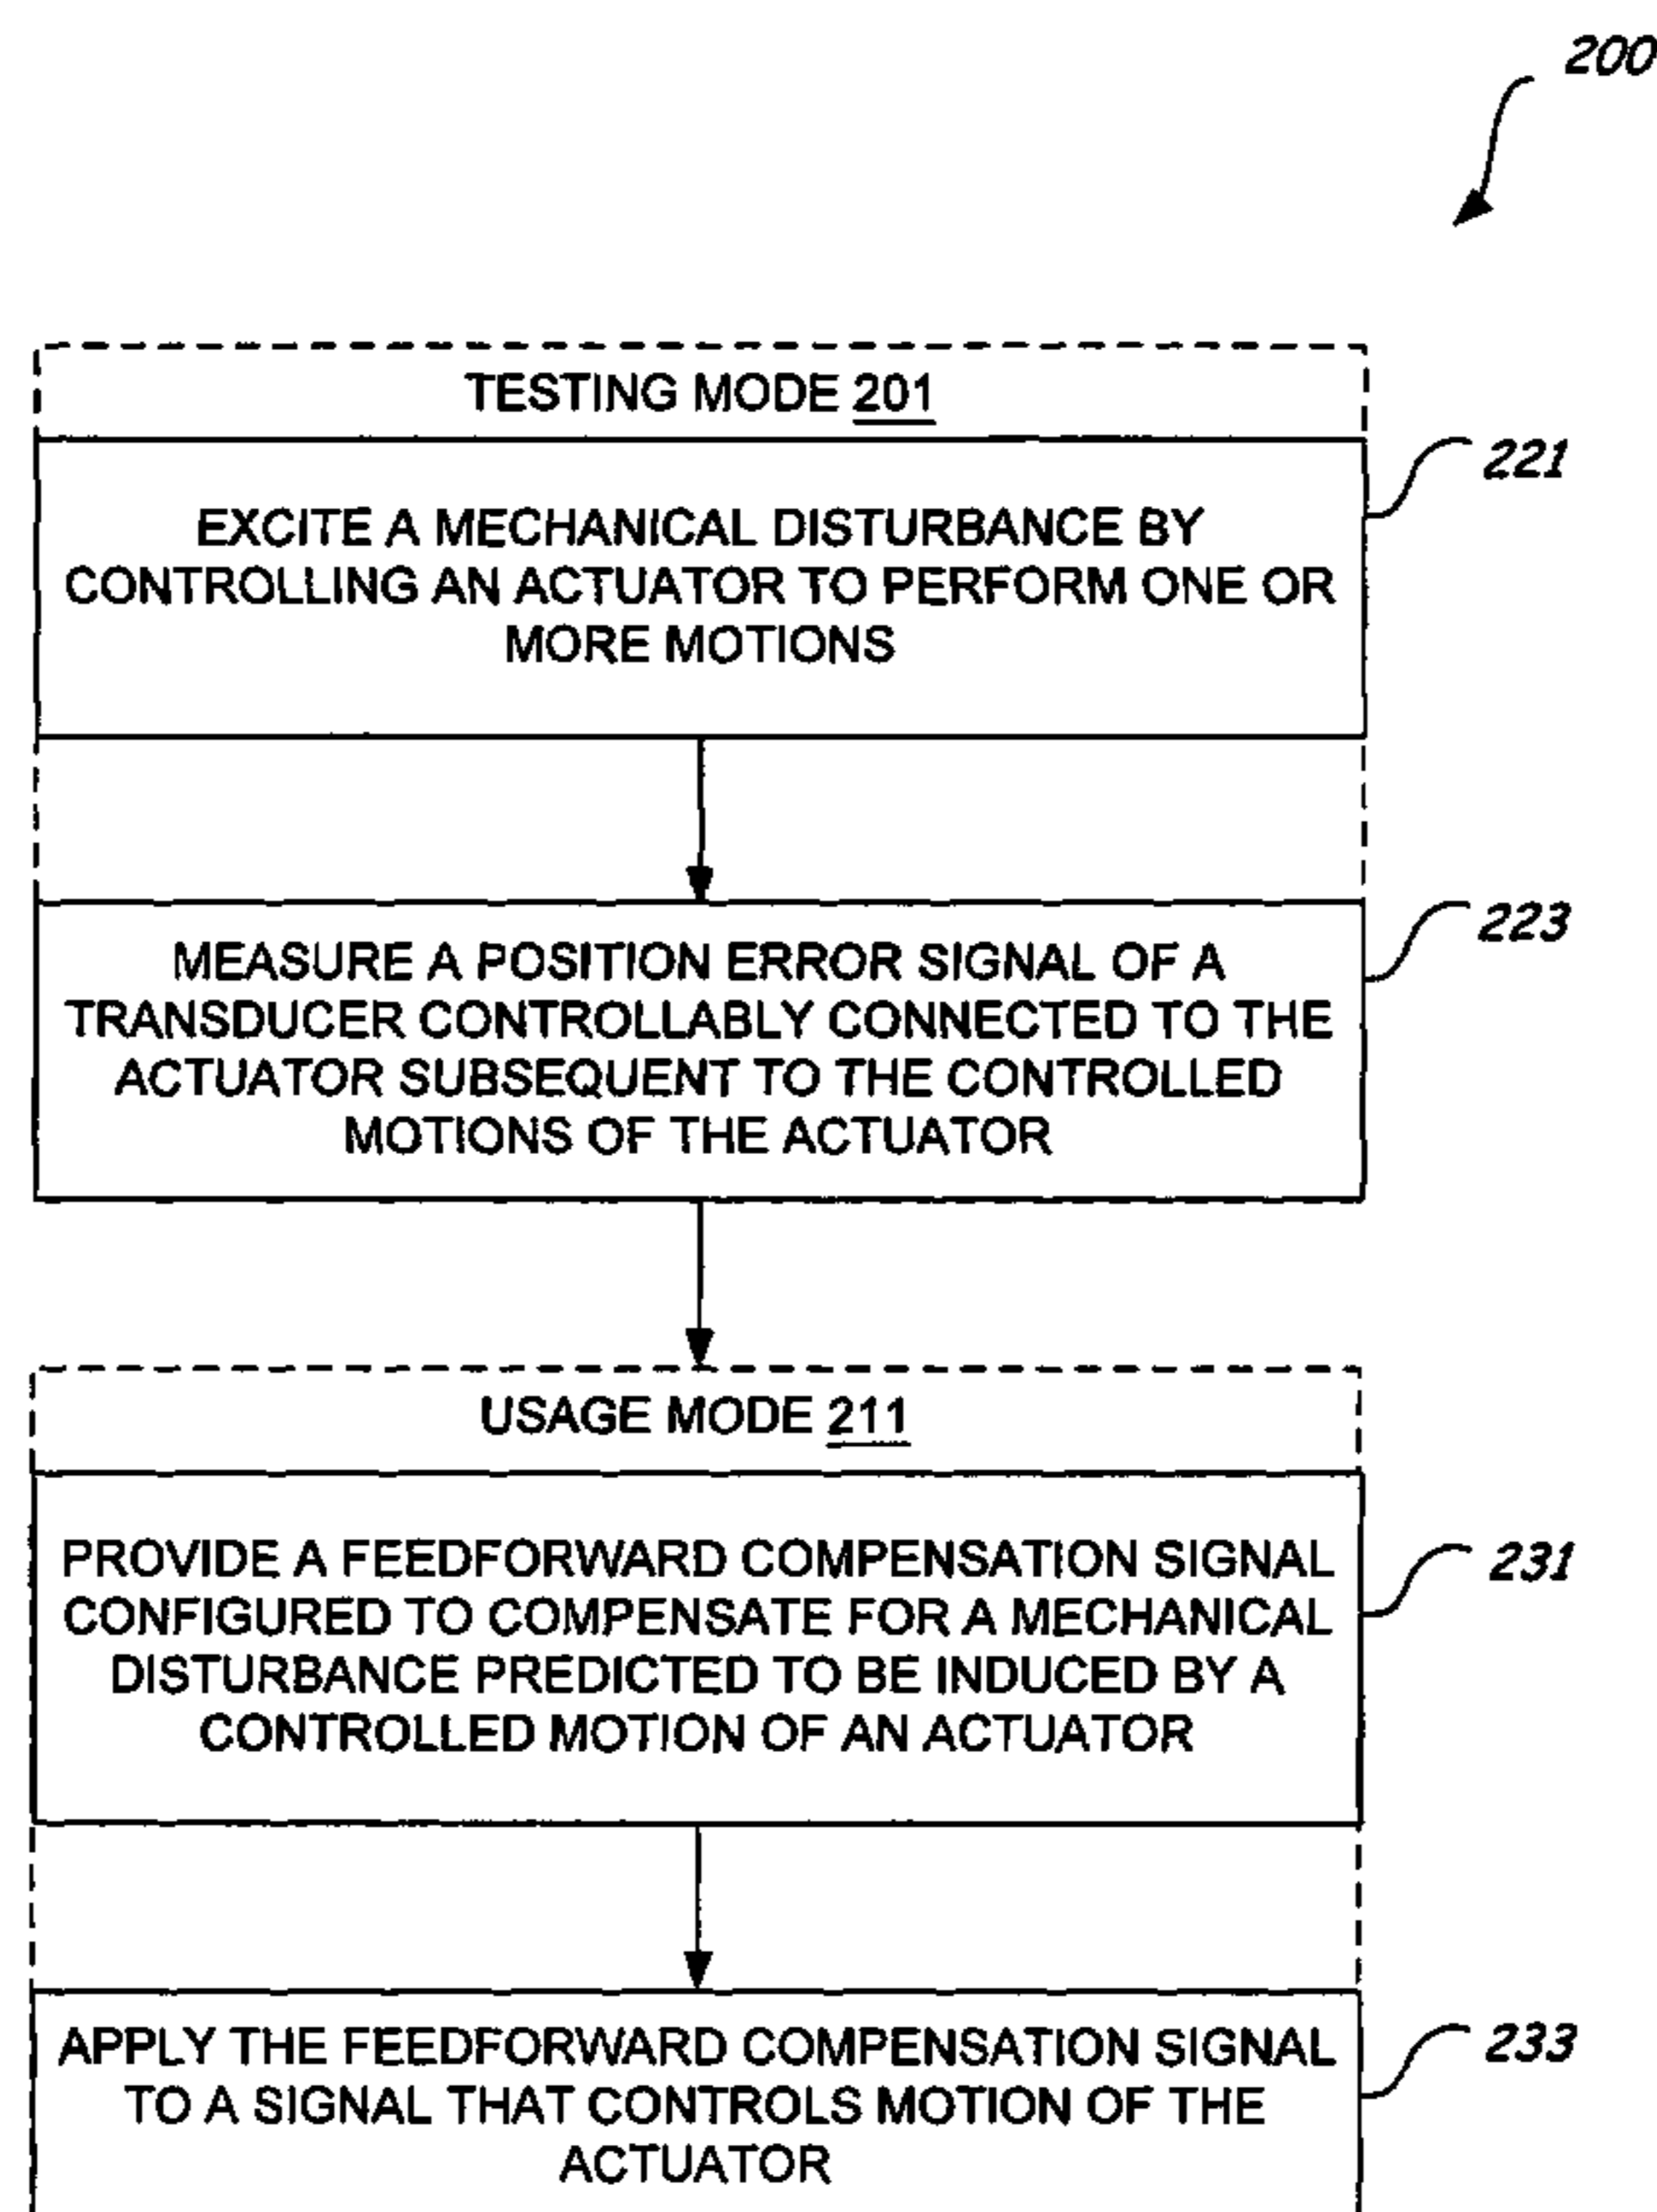 200
TESTING MODE 201
221
EXCITE A MECHANICAL DISTURBANCE BY
CONTROLLING AN ACTUATOR TO PERFORM ONE OR
MORE MOTIONS
223
MEASURE A POSITION ERROR SIGNAL OF A
TRANSDUCER CONTROLLABLY CONNECTED TO THE
ACTUATOR SUBSEQUENT TO THE CONTROLLED
MOTIONS OF THE ACTUATOR
USAGE MODE 211
231
PROVIDE A FEEDFORWARD COMPENSATION SIGNAL
CONFIGURED TO COMPENSATE FOR A MECHANICAL
DISTURBANCE PREDICTED TO BE INDUCED BY A
CONTROLLED MOTION OF AN ACTUATOR
233
APPLY THE FEEDFORWARD COMPENSATION SIGNAL
TO A SIGNAL THAT CONTROLS MOTION OF THE
ACTUATOR